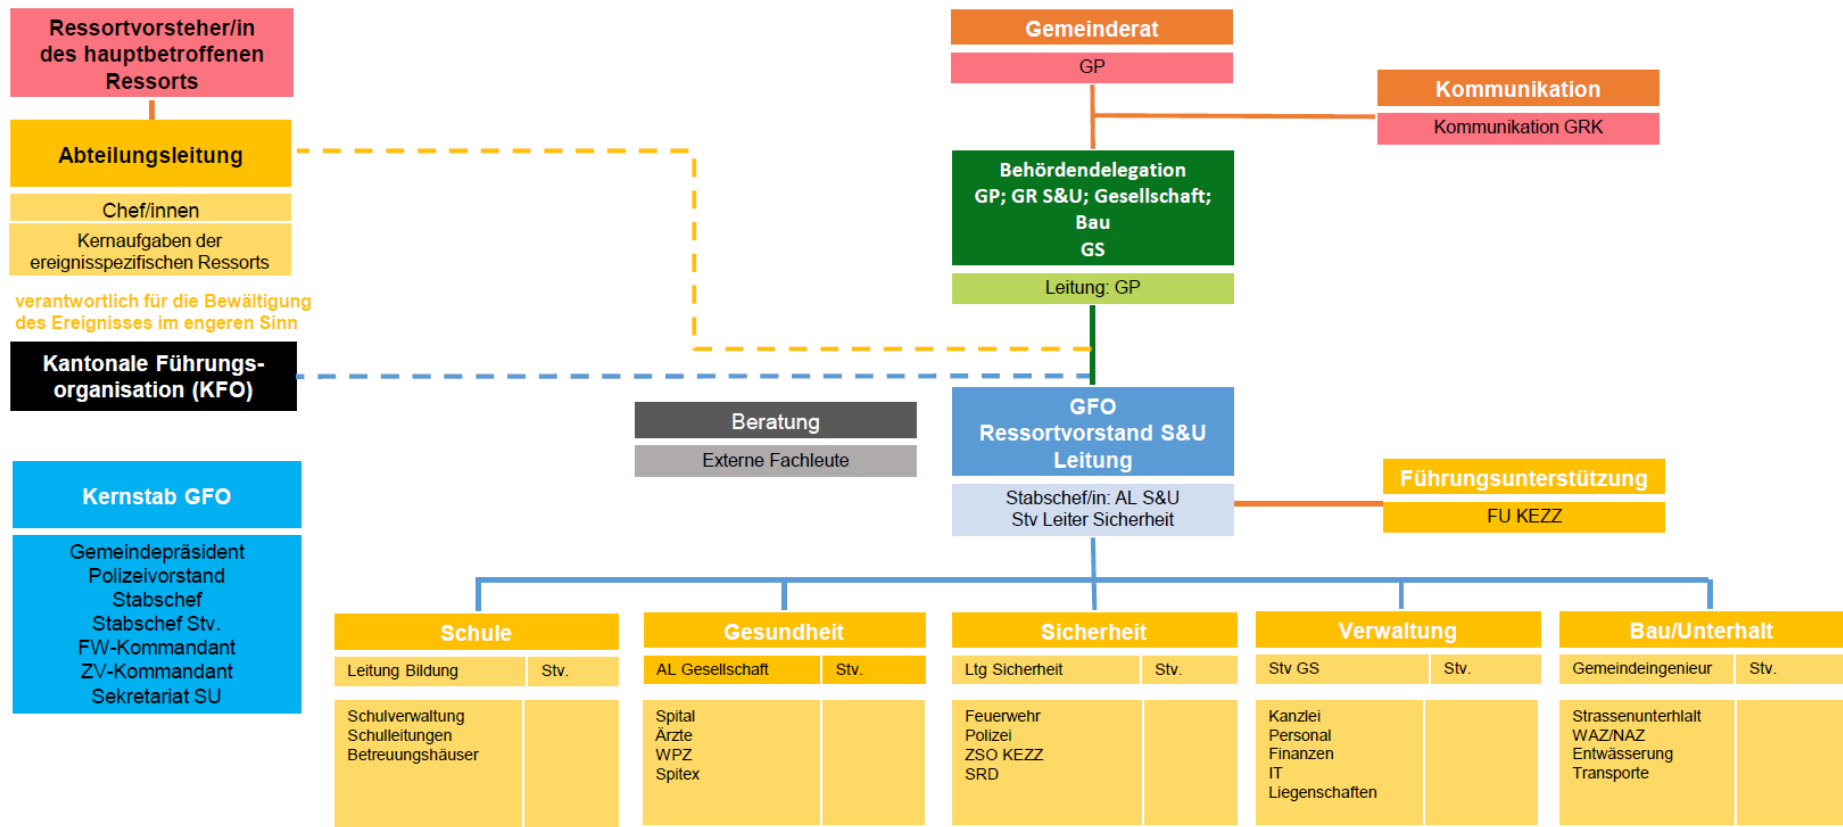 Ressortvorsteher/in
des hauptbetroffenen
Ressorts
Abteilungsleitung
Chef/innen
Kernaufgaben der
ereignisspezifischen Ressorts
verantwortlich für die Bewältigung
des Ereignisses im engeren Sinn
Kantonale Führungs-
organisation (KFO)
Kernstab GFO
Gemeindepräsident
Polizeivorstand
Stabschef
Stabschef Stv.
FW-Kommandant
ZV-Kommandant
Sekretariat SU
Gemeinderat
GP
Kommunikation
Kommunikation GRK
Behördendelegation
GP; GR S&U; Gesellschaft;
Bau
GS
Leitung: GP
Beratung
Externe Fachleute
GFO
Ressortvorstand S&U
Leitung
Stabschef/in: AL S&U
Stv Leiter Sicherheit
Führungsunterstützung
FU KEZZ
Schule
Leitung Bildung Stv.
Schulverwaltung
Schulleitungen
Betreuungshäuser
Gesundheit
AL Gesellschaft Stv.
Spital
Ärzte
WPZ
Spitex
Sicherheit
Ltg Sicherheit Stv.
Feuerwehr
Polizei
ZSO KEZZ
SRD
Verwaltung
Stv GS Stv.
Kanzlei
Personal
Finanzen
IT
Liegenschaften
Bau/Unterhalt
Gemeindeingenieur Stv.
Strassenunterhlalt
WAZ/NAZ
Entwässerung
Transporte